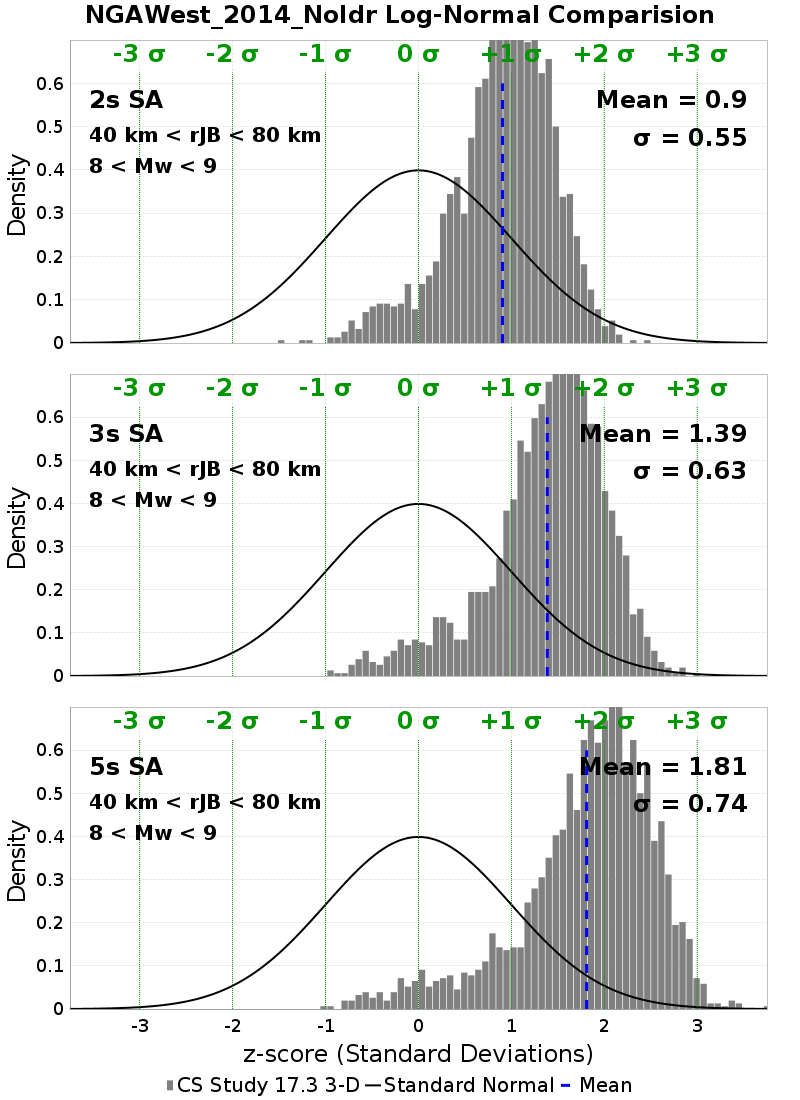 NGAWest_2014_NoIdr Log-Normal Comparision
-3 σ -2 σ -1 σ 0 σ +1 σ +2 σ +3 σ
2s SA Mean = 0.9
40 km < rJB < 80 km σ = 0.55
8 < Mw < 9
0.6
0.5
0.4
0.3
0.2
0.1
0
Density
-3 σ -2 σ -1 σ 0 σ +1 σ +2 σ +3 σ
3s SA Mean = 1.39
40 km < rJB < 80 km σ = 0.63
8 < Mw < 9
0.6
0.5
0.4
0.3
0.2
0.1
0
Density
-3 σ -2 σ -1 σ 0 σ +1 σ +2 σ +3 σ
5s SA Mean = 1.81
40 km < rJB < 80 km σ = 0.74
8 < Mw < 9
0.6
0.5
0.4
0.3
0.2
0.1
0
Density
-3 -2 -1 0 1 2 3
z-score (Standard Deviations)
CS Study 17.3 3-D Standard Normal Mean